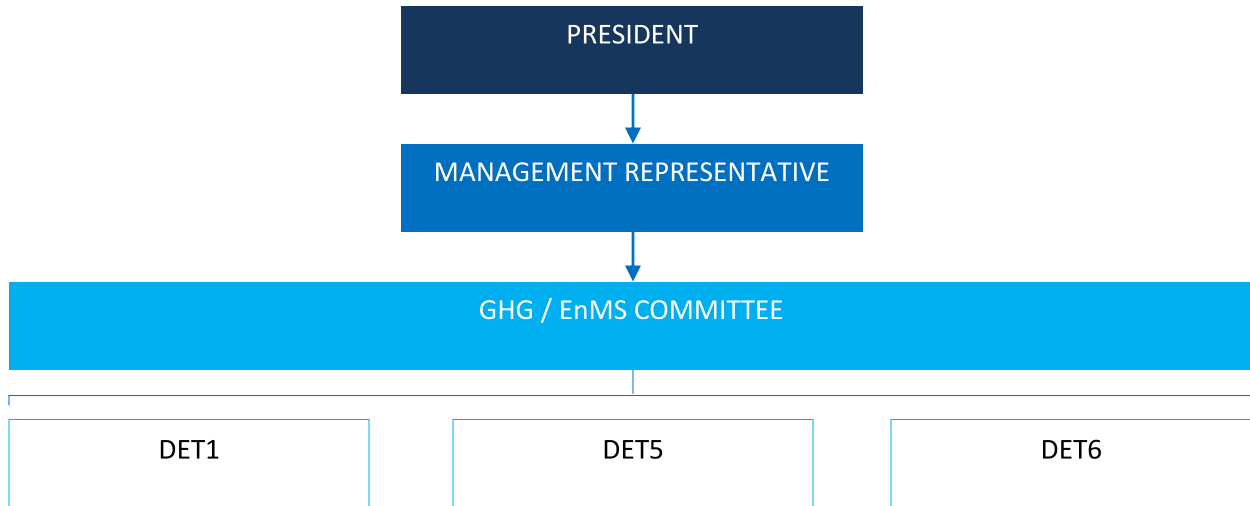 PRESIDENT
MANAGEMENT REPRESENTATIVE
GHG / EnMS COMMITTEE
DET1
DET5
DET6